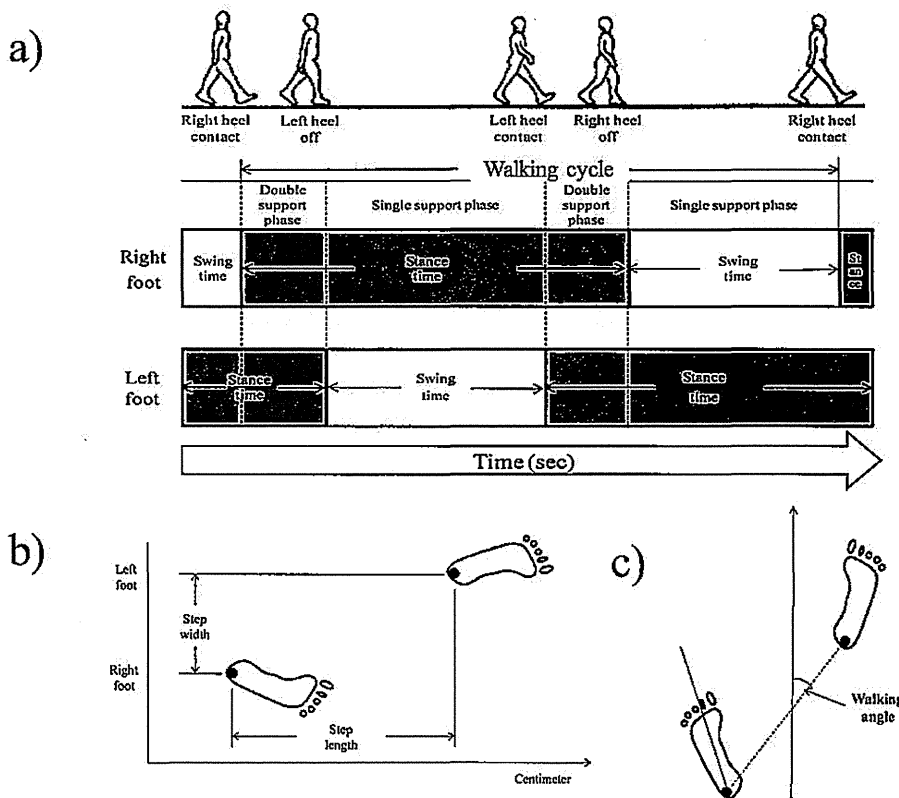 a)
Right heel
contact
Left heel
off
Left heel
contact
Right heel
off
Right heel
contact
Walking cycle
Double
support
phase
Single support phase
Double
support
phase
Single support phase
Right
foot
Swing
time
Stance
time
Swing
time
Left
foot
Stance
time
Swing
time
Stance
time
Time (sec)
b)
Left
foot
Step
width
Right
foot
Step
length
Centimeter
c)
Walking
angle